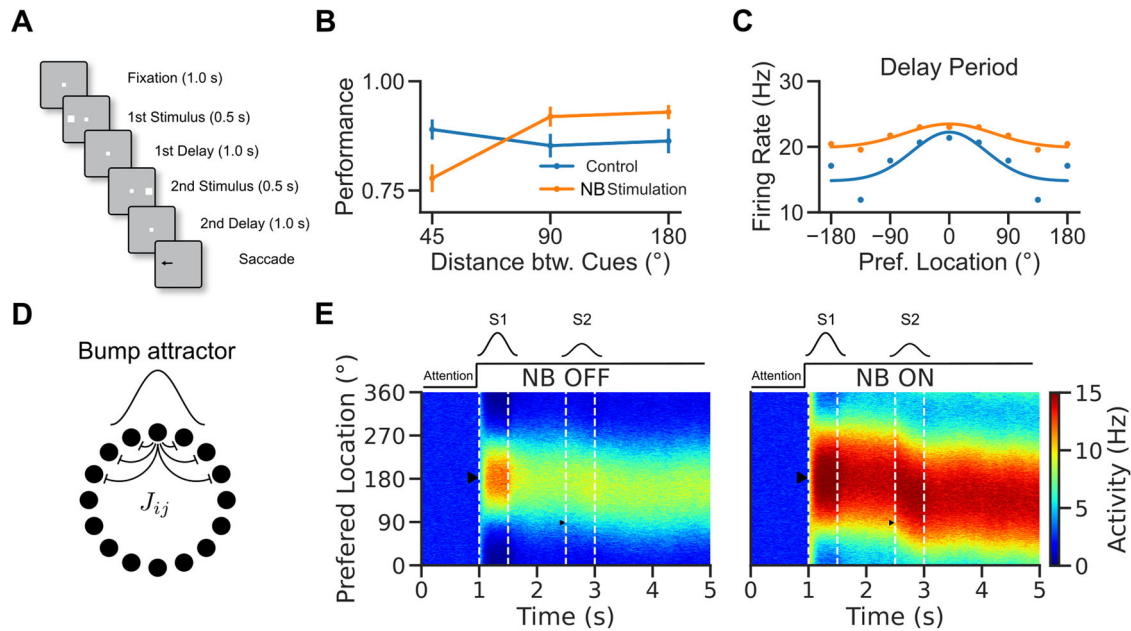 A
Fixation (1.0 s)
1st Stimulus (0.5 s)
1st Delay (1.0 s)
2nd Stimulus (0.5 s)
2nd Delay (1.0 s)
Saccade
B
Performance
1.00
0.75
Control
NB Stimulation
45
90
180
Distance btw. Cues (°)
C
Delay Period
Firing Rate (Hz)
30
20
10
−180
−90
0
90
180
Pref. Location (°)
D
Bump attractor
Jij
E
S1
S2
Attention
NB OFF
Prefered Location (°)
360
270
180
90
0
0
1
2
3
4
5
Time (s)
S1
S2
Attention
NB ON
0
1
2
3
4
5
Time (s)
15
10
5
0
Activity (Hz)